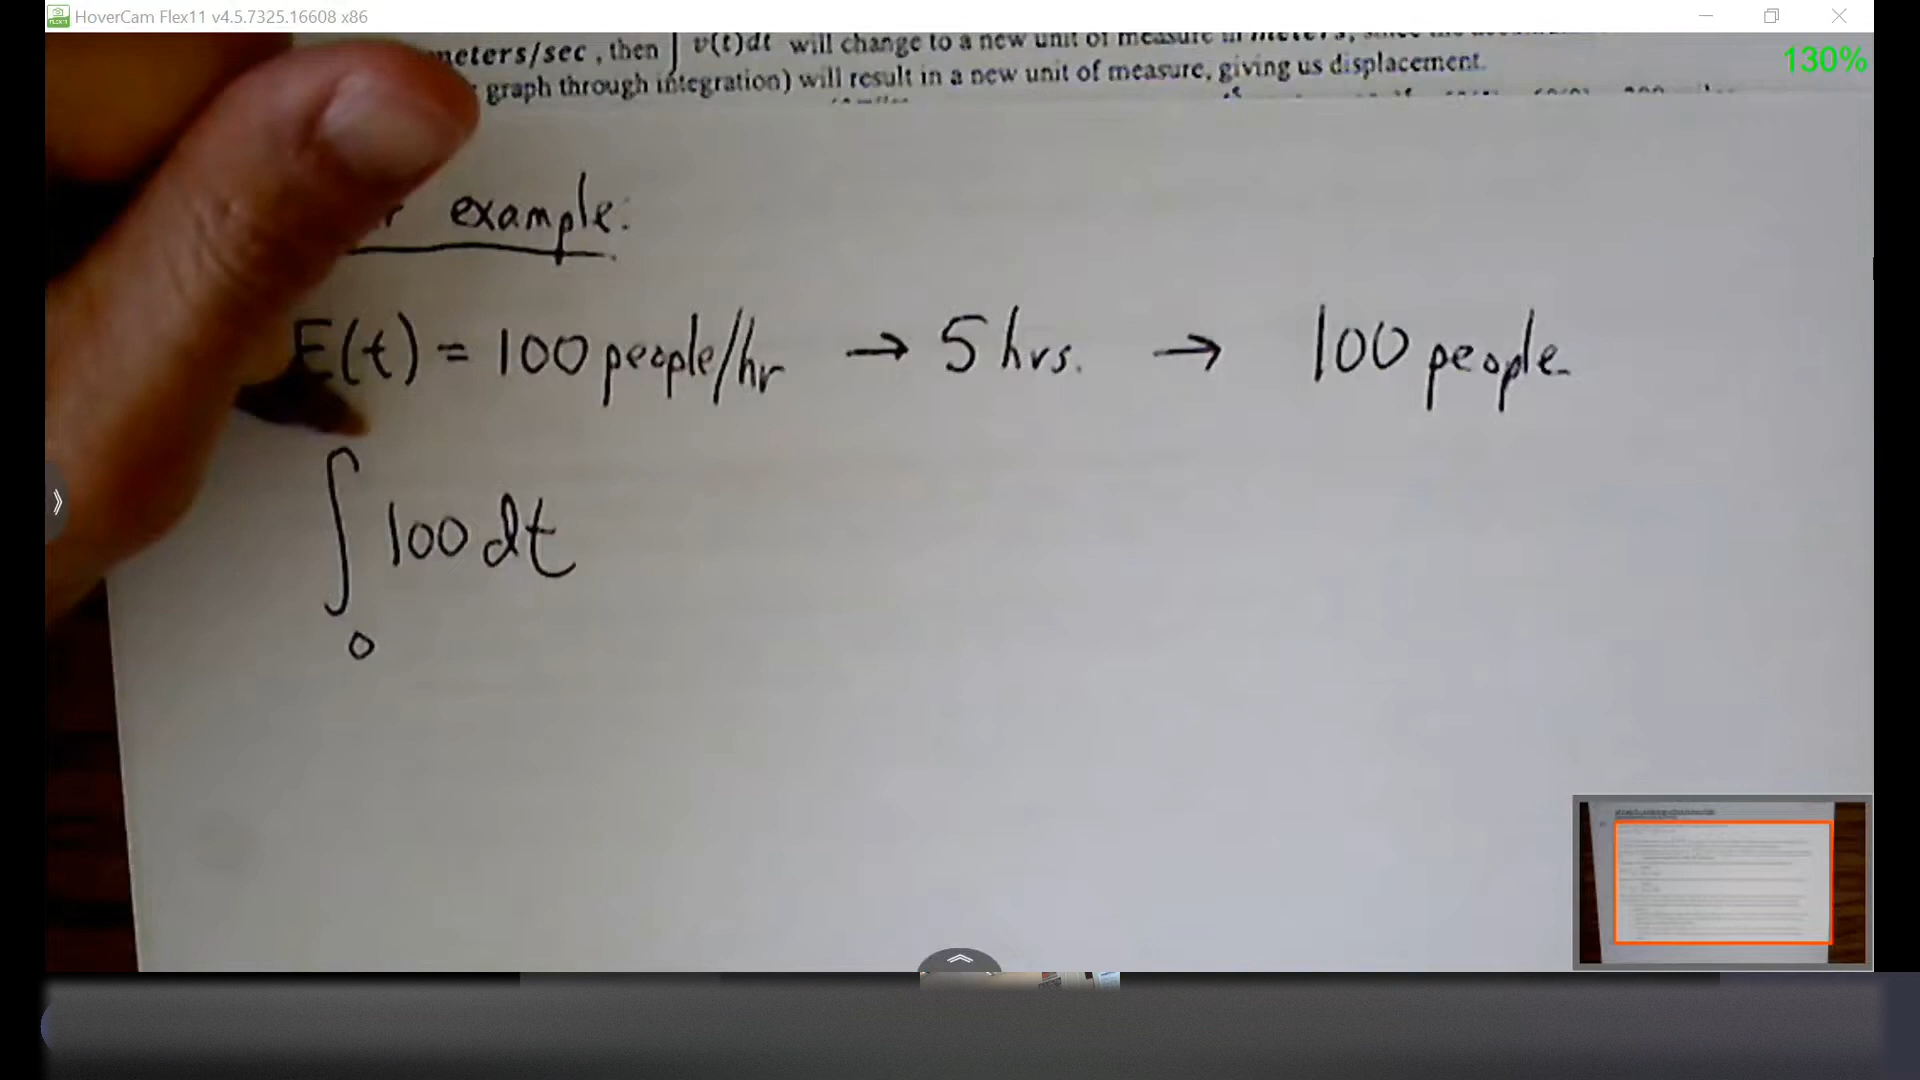 HoverCam Flex11 v4.5.7325.16608 x86
130%
meters/sec , then ∫ v(t)dt will change to a new unit of measure in meters,
graph through integration) will result in a new unit of measure, giving us displacement.
example:
E(t) = 100 people/hr → 5 hrs. → 100 people.
∫ 100 dt
0